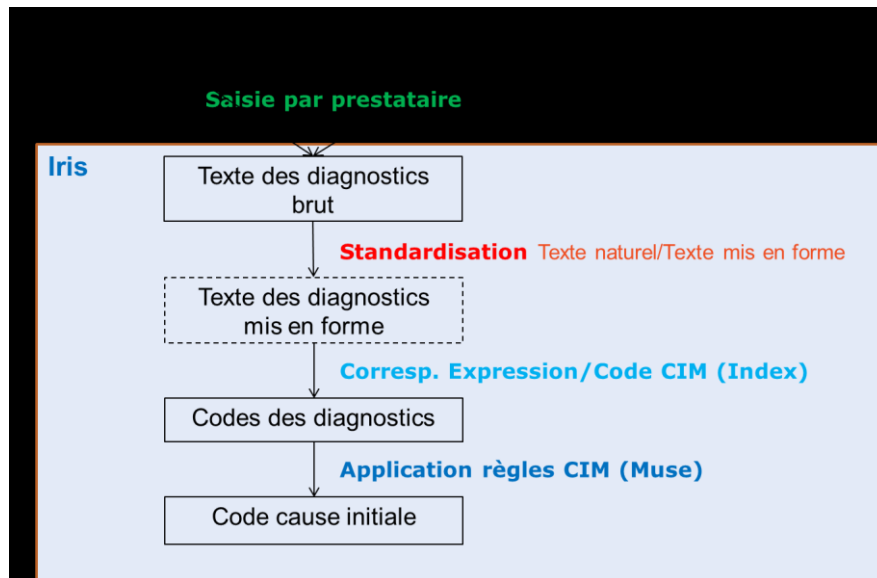 Saisie par prestataire
Iris
Texte des diagnostics
brut
Standardisation Texte naturel/Texte mis en forme
Texte des diagnostics
mis en forme
Corresp. Expression/Code CIM (Index)
Codes des diagnostics
Application règles CIM (Muse)
Code cause initiale